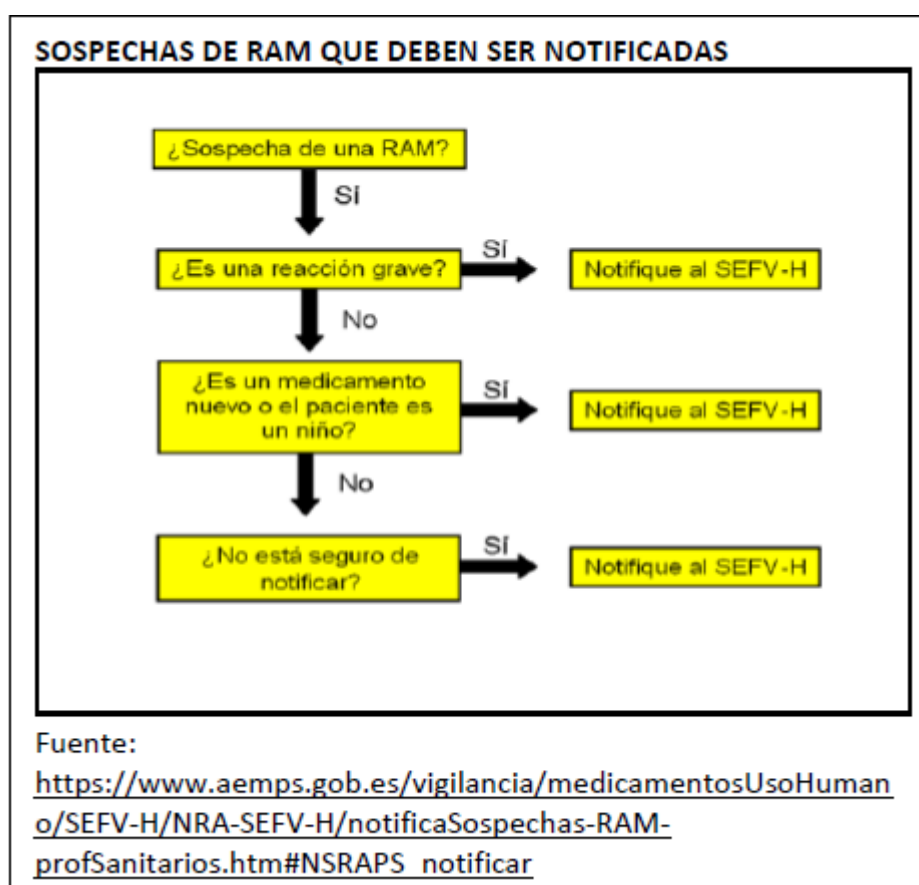 SOSPECHAS DE RAM QUE DEBEN SER NOTIFICADAS
¿Sospecha de una RAM?
Sí
¿Es una reacción grave?
Sí
Notifique al SEFV-H
No
¿Es un medicamento
nuevo o el paciente es
un niño?
Sí
Notifique al SEFV-H
No
¿No está seguro de
notificar?
Sí
Notifique al SEFV-H
Fuente:
https://www.aemps.gob.es/vigilancia/medicamentosUsoHuman
o/SEFV-H/NRA-SEFV-H/notificaSospechas-RAM-
profSanitarios.htm#NSRAPS_notificar